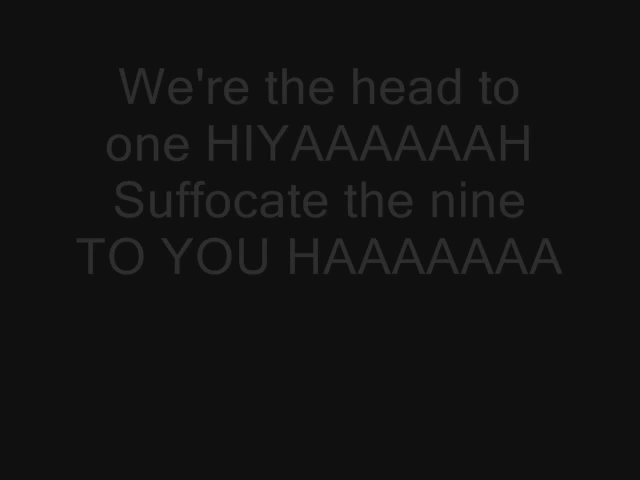 We're the head to
one HIYAAAAAAH
Suffocate the nine
TO YOU HAAAAAAA